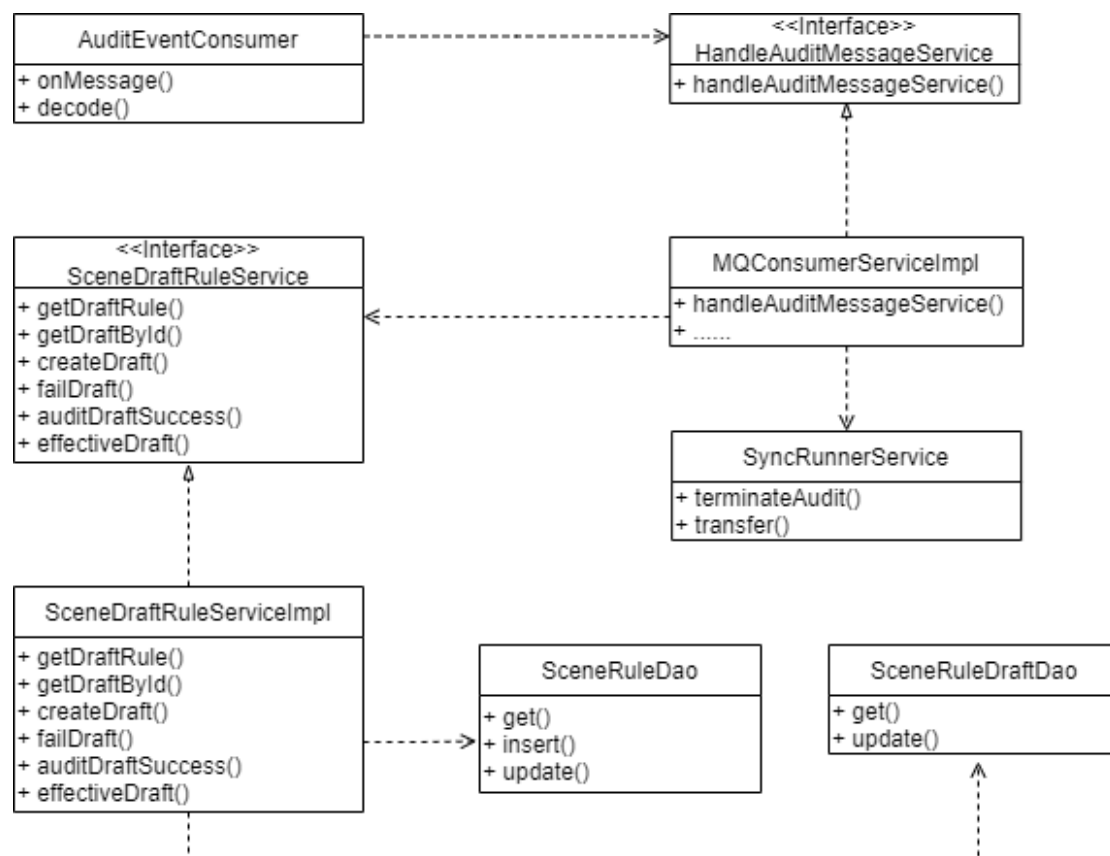 AuditEventConsumer
+ onMessage()
+ decode()
<<Interface>>
HandleAuditMessageService
+ handleAuditMessageService()
<<Interface>>
SceneDraftRuleService
+ getDraftRule()
+ getDraftById()
+ createDraft()
+ failDraft()
+ auditDraftSuccess()
+ effectiveDraft()
MQConsumerServiceImpl
+ handleAuditMessageService()
+ ......
SyncRunnerService
+ terminateAudit()
+ transfer()
SceneDraftRuleServiceImpl
+ getDraftRule()
+ getDraftById()
+ createDraft()
+ failDraft()
+ auditDraftSuccess()
+ effectiveDraft()
SceneRuleDao
+ get()
+ insert()
+ update()
SceneRuleDraftDao
+ get()
+ update()